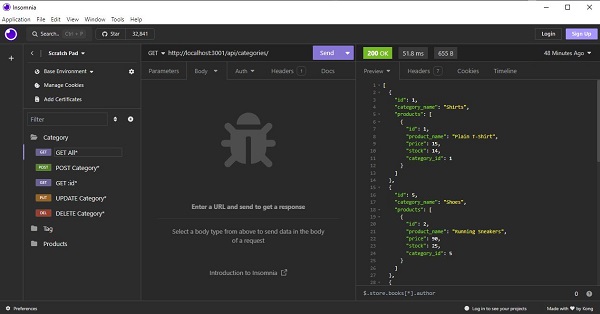 Insomnia
Application File Edit View Window Tools Help
Search.. Ctrl + P
Star 32,841
Login
Sign Up
Scratch Pad
Base Environment
Manage Cookies
Add Certificates
Filter
Category
GET GET All*
POST POST Category*
GET GET :id*
PUT UPDATE Category*
DEL DELETE Category*
Tag
Products
GET http://localhost:3001/api/categories/
Send
Parameters Body Auth Headers 1 Docs
Enter a URL and send to get a response
Select a body type from above to send data in the body
of a request
Introduction to Insomnia
200 OK 51.8 ms 655 B 48 Minutes Ago
Preview Headers 7 Cookies Timeline
1 [
2 {
3 "id": 1,
4 "category_name": "Shirts",
5 "products": [
6 {
7 "id": 1,
8 "product_name": "Plain T-Shirt",
9 "price": 15,
10 "stock": 14,
11 "category_id": 1
12 }
13 ]
14 },
15 {
16 "id": 5,
17 "category_name": "Shoes",
18 "products": [
19 {
20 "id": 2,
21 "product_name": "Running Sneakers",
22 "price": 90,
23 "stock": 25,
24 "category_id": 5
25 }
26 ]
27 },
28 {
$.store.books[*].author
0
Preferences
Log in to see your projects
Made with ♥ by Kong